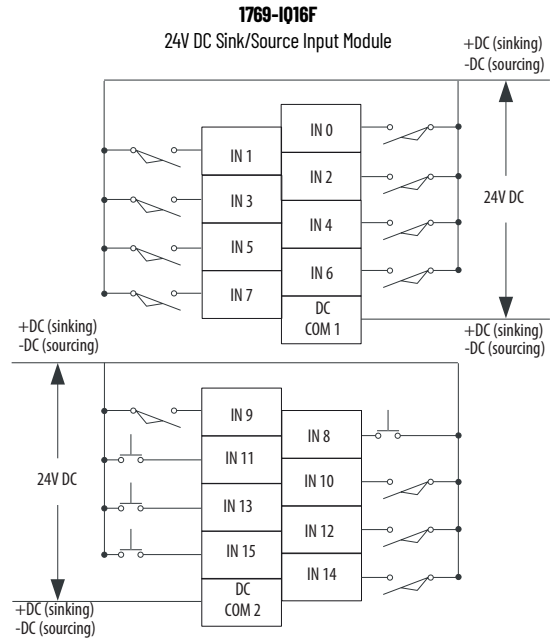 1769-IQ16F
24V DC Sink/Source Input Module
+DC (sinking)
-DC (sourcing)
IN 0
IN 1
IN 2
IN 3
24V DC
IN 4
IN 5
IN 6
IN 7
DC
COM 1
+DC (sinking)
-DC (sourcing)
+DC (sinking)
-DC (sourcing)
IN 9
IN 8
IN 11
24V DC
IN 10
IN 13
IN 12
IN 15
IN 14
DC
COM 2
+DC (sinking)
-DC (sourcing)